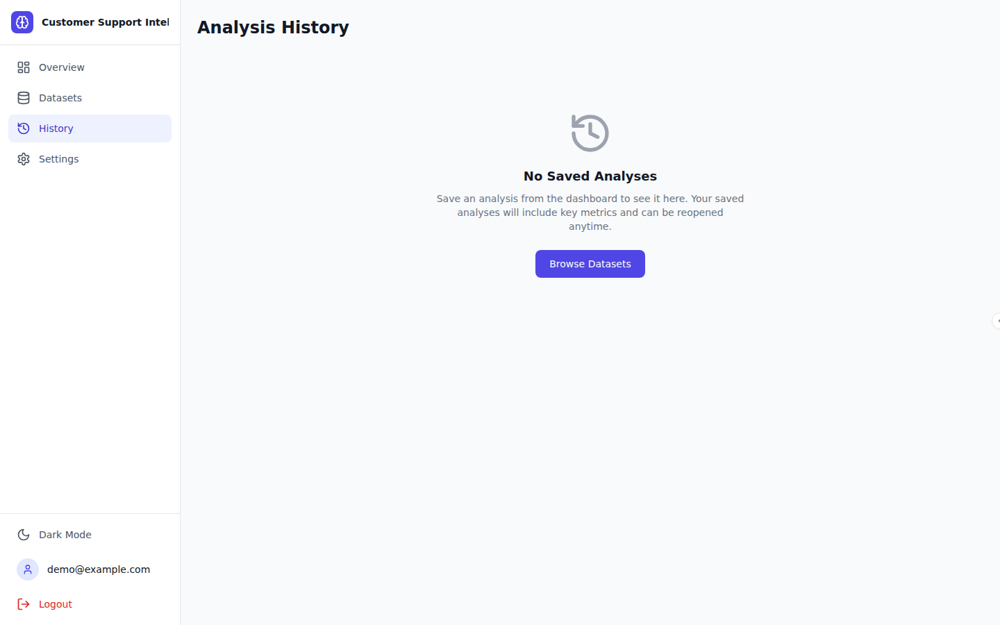 Customer Support Intel
Overview
Datasets
History
Settings
Dark Mode
demo@example.com
Logout
Analysis History
No Saved Analyses
Save an analysis from the dashboard to see it here. Your saved
analyses will include key metrics and can be reopened
anytime.
Browse Datasets